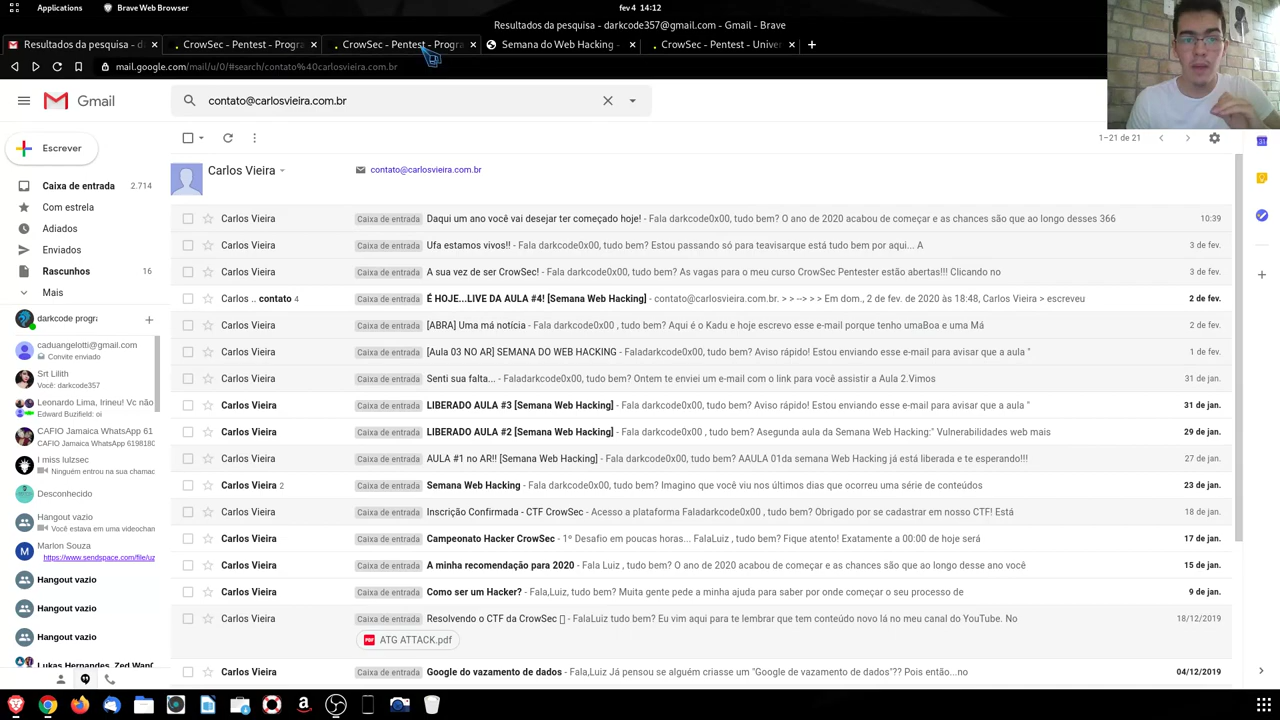 Applications
Brave Web Browser
fev 4 14:12
Resultados da pesquisa - darkcode357@gmail.com - Gmail - Brave
Resultados da pesquisa - d
CrowSec - Pentest - Progra
CrowSec - Pentest - Progra
Semana do Web Hacking -
CrowSec - Pentest - Univer
mail.google.com/mail/u/0/#search/contato%40carlosvieira.com.br
Gmail
contato@carlosvieira.com.br
Escrever
1–21 de 21
Caixa de entrada 2.714
Com estrela
Adiados
Enviados
Rascunhos 16
Mais
darkcode progra
caduangelotti@gmail.com
Convite enviado
Srt Lilith
Você: darkcode357
Leonardo Lima, Irineu! Vc não
Edward Buzifield: oi
CAFIO Jamaica WhatsApp 61
CAFIO Jamaica WhatsApp 6198180
I miss lulzsec
Ninguém entrou na sua chamac
Desconhecido
Hangout vazio
Você estava em uma videochan
Marlon Souza
https://www.sendspace.com/file/uz
Hangout vazio
Hangout vazio
Hangout vazio
Lukas Hernandes, Zed Wan(
Carlos Vieira
contato@carlosvieira.com.br
Carlos Vieira Caixa de entrada Daqui um ano você vai desejar ter começado hoje! - Fala darkcode0x00, tudo bem? O ano de 2020 acabou de começar e as chances são que ao longo desses 366 10:39
Carlos Vieira Caixa de entrada Ufa estamos vivos!! - Fala darkcode0x00, tudo bem? Estou passando só para teavisarque está tudo bem por aqui... A 3 de fev.
Carlos Vieira Caixa de entrada A sua vez de ser CrowSec! - Fala darkcode0x00, tudo bem? As vagas para o meu curso CrowSec Pentester estão abertas!!! Clicando no 3 de fev.
Carlos .. contato 4 Caixa de entrada É HOJE...LIVE DA AULA #4! [Semana Web Hacking] - contato@carlosvieira.com.br. > > --> > > Em dom., 2 de fev. de 2020 às 18:48, Carlos Vieira > escreveu 2 de fev.
Carlos Vieira Caixa de entrada [ABRA] Uma má notícia - Fala darkcode0x00 , tudo bem? Aqui é o Kadu e hoje escrevo esse e-mail porque tenho umaBoa e uma Má 2 de fev.
Carlos Vieira Caixa de entrada [Aula 03 NO AR] SEMANA DO WEB HACKING - Faladarkcode0x00, tudo bem? Aviso rápido! Estou enviando esse e-mail para avisar que a aula " 1 de fev.
Carlos Vieira Caixa de entrada Senti sua falta... - Fala darkcode0x00, tudo bem? Ontem te enviei um e-mail com o link para você assistir a Aula 2.Vimos 31 de jan.
Carlos Vieira Caixa de entrada LIBERADO AULA #3 [Semana Web Hacking] - Fala darkcode0x00, tudo bem? Aviso rápido! Estou enviando esse e-mail para avisar que a aula " 31 de jan.
Carlos Vieira Caixa de entrada LIBERADO AULA #2 [Semana Web Hacking] - Fala darkcode0x00 , tudo bem? Asegunda aula da Semana Web Hacking:" Vulnerabilidades web mais 29 de jan.
Carlos Vieira Caixa de entrada AULA #1 no AR!! [Semana Web Hacking] - Fala darkcode0x00, tudo bem? AAULA 01da semana Web Hacking já está liberada e te esperando!!! 27 de jan.
Carlos Vieira 2 Caixa de entrada Semana Web Hacking - Fala darkcode0x00, tudo bem? Imagino que você viu nos últimos dias que ocorreu uma série de conteúdos 23 de jan.
Carlos Vieira Caixa de entrada Inscrição Confirmada - CTF CrowSec - Acesso a plataforma Faladarkcode0x00, tudo bem? Obrigado por se cadastrar em nosso CTF! Está 18 de jan.
Carlos Vieira Caixa de entrada Campeonato Hacker CrowSec - 1º Desafio em poucas horas... FalaLuiz , tudo bem? Fique atento! Exatamente a 00:00 de hoje será 17 de jan.
Carlos Vieira Caixa de entrada A minha recomendação para 2020 - Fala Luiz , tudo bem? O ano de 2020 acabou de começar e as chances são que ao longo desse ano você 15 de jan.
Carlos Vieira Caixa de entrada Como ser um Hacker? - Fala,Luiz, tudo bem? Muita gente pede a minha ajuda para saber por onde começar o seu processo de 9 de jan.
Carlos Vieira Caixa de entrada Resolvendo o CTF da CrowSec - FalaLuiz tudo bem? Eu vim aqui para te lembrar que tem conteúdo novo lá no meu canal do YouTube. No 18/12/2019
PDF ATG ATTACK.pdf
Carlos Vieira Caixa de entrada Google do vazamento de dados - Fala,Luiz Já pensou se alguém criasse um "Google de vazamento de dados"?? Pois então...no 04/12/2019